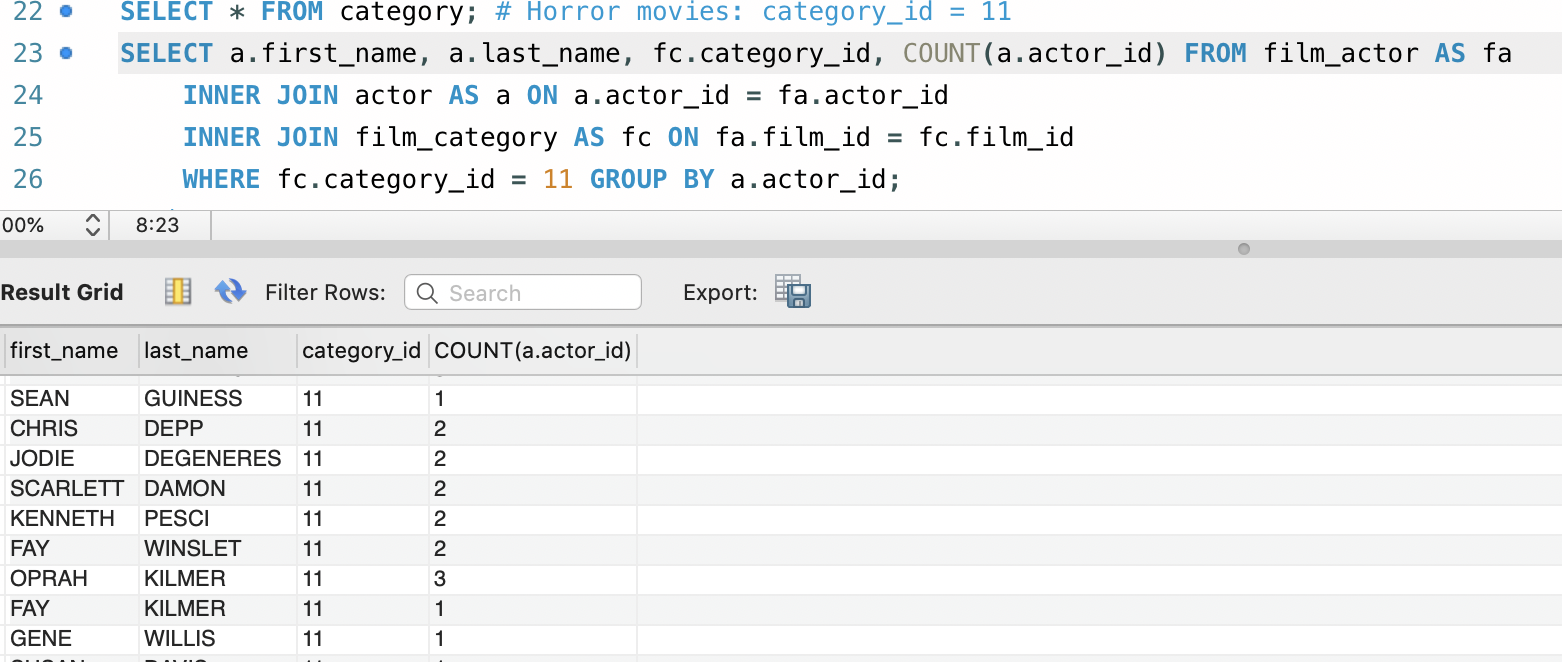 22 SELECT * FROM category; # Horror movies: category_id = 11
23 SELECT a.first_name, a.last_name, fc.category_id, COUNT(a.actor_id) FROM film_actor AS fa
24 INNER JOIN actor AS a ON a.actor_id = fa.actor_id
25 INNER JOIN film_category AS fc ON fa.film_id = fc.film_id
26 WHERE fc.category_id = 11 GROUP BY a.actor_id;
00% 8:23
Result Grid Filter Rows: Search Export:
first_name last_name category_id COUNT(a.actor_id)
SEAN GUINESS 11 1
CHRIS DEPP 11 2
JODIE DEGENERES 11 2
SCARLETT DAMON 11 2
KENNETH PESCI 11 2
FAY WINSLET 11 2
OPRAH KILMER 11 3
FAY KILMER 11 1
GENE WILLIS 11 1